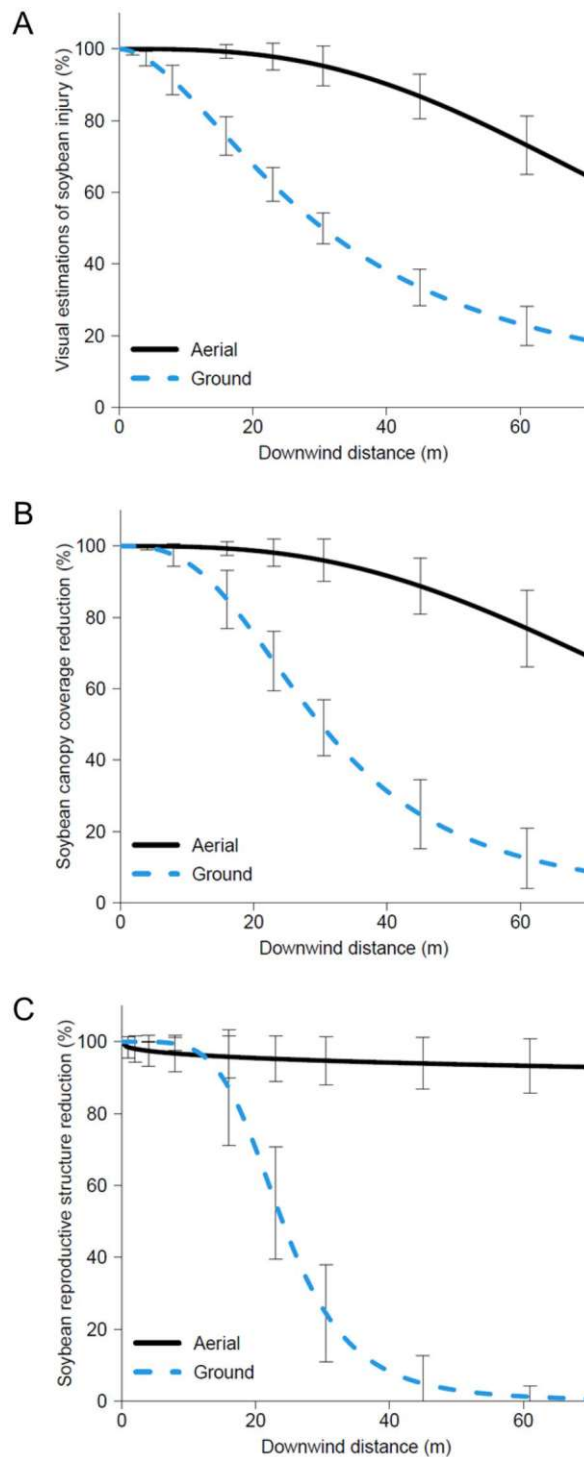 A
Visual estimations of soybean injury (%)
100
80
60
40
20
0
Aerial
Ground
0 20 40 60
Downwind distance (m)
B
Soybean canopy coverage reduction (%)
100
80
60
40
20
0
Aerial
Ground
0 20 40 60
Downwind distance (m)
C
Soybean reproductive structure reduction (%)
100
80
60
40
20
0
Aerial
Ground
0 20 40 60
Downwind distance (m)